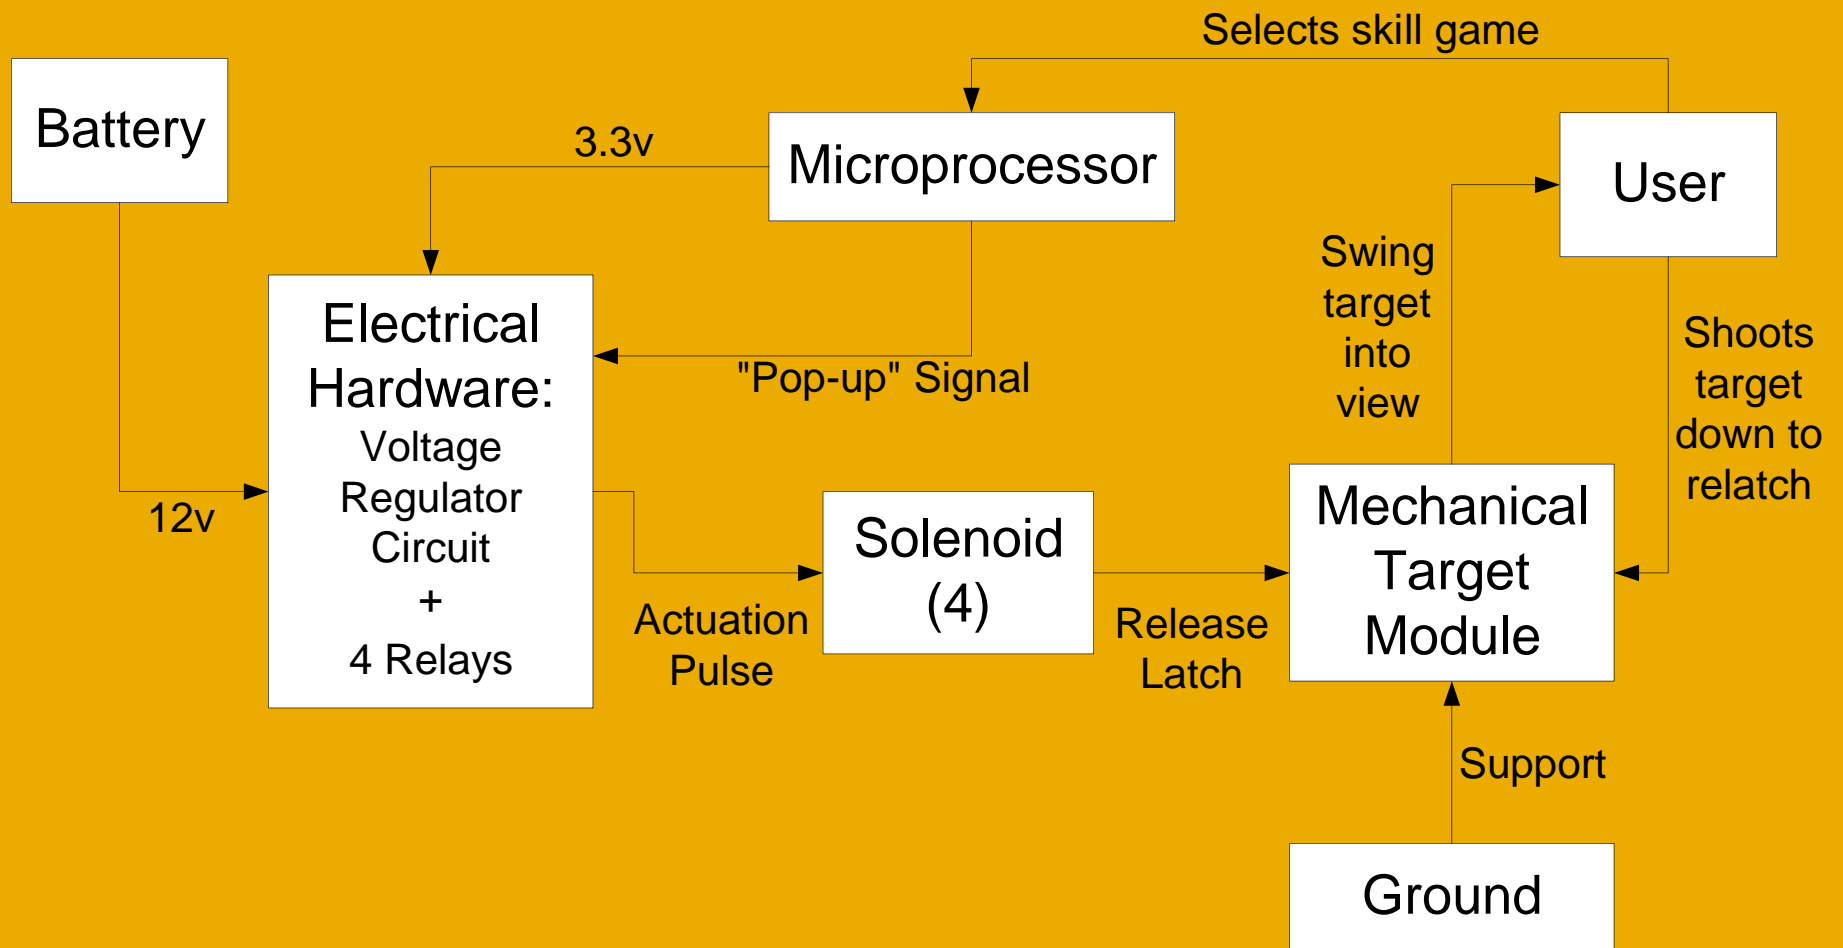 Selects skill game
Battery
3.3v
Microprocessor
User
Electrical
Hardware:
Voltage
Regulator
Circuit
+
4 Relays
"Pop-up" Signal
Swing
target
into
view
Shoots
target
down to
relatch
12v
Actuation
Pulse
Solenoid
(4)
Release
Latch
Mechanical
Target
Module
Support
Ground